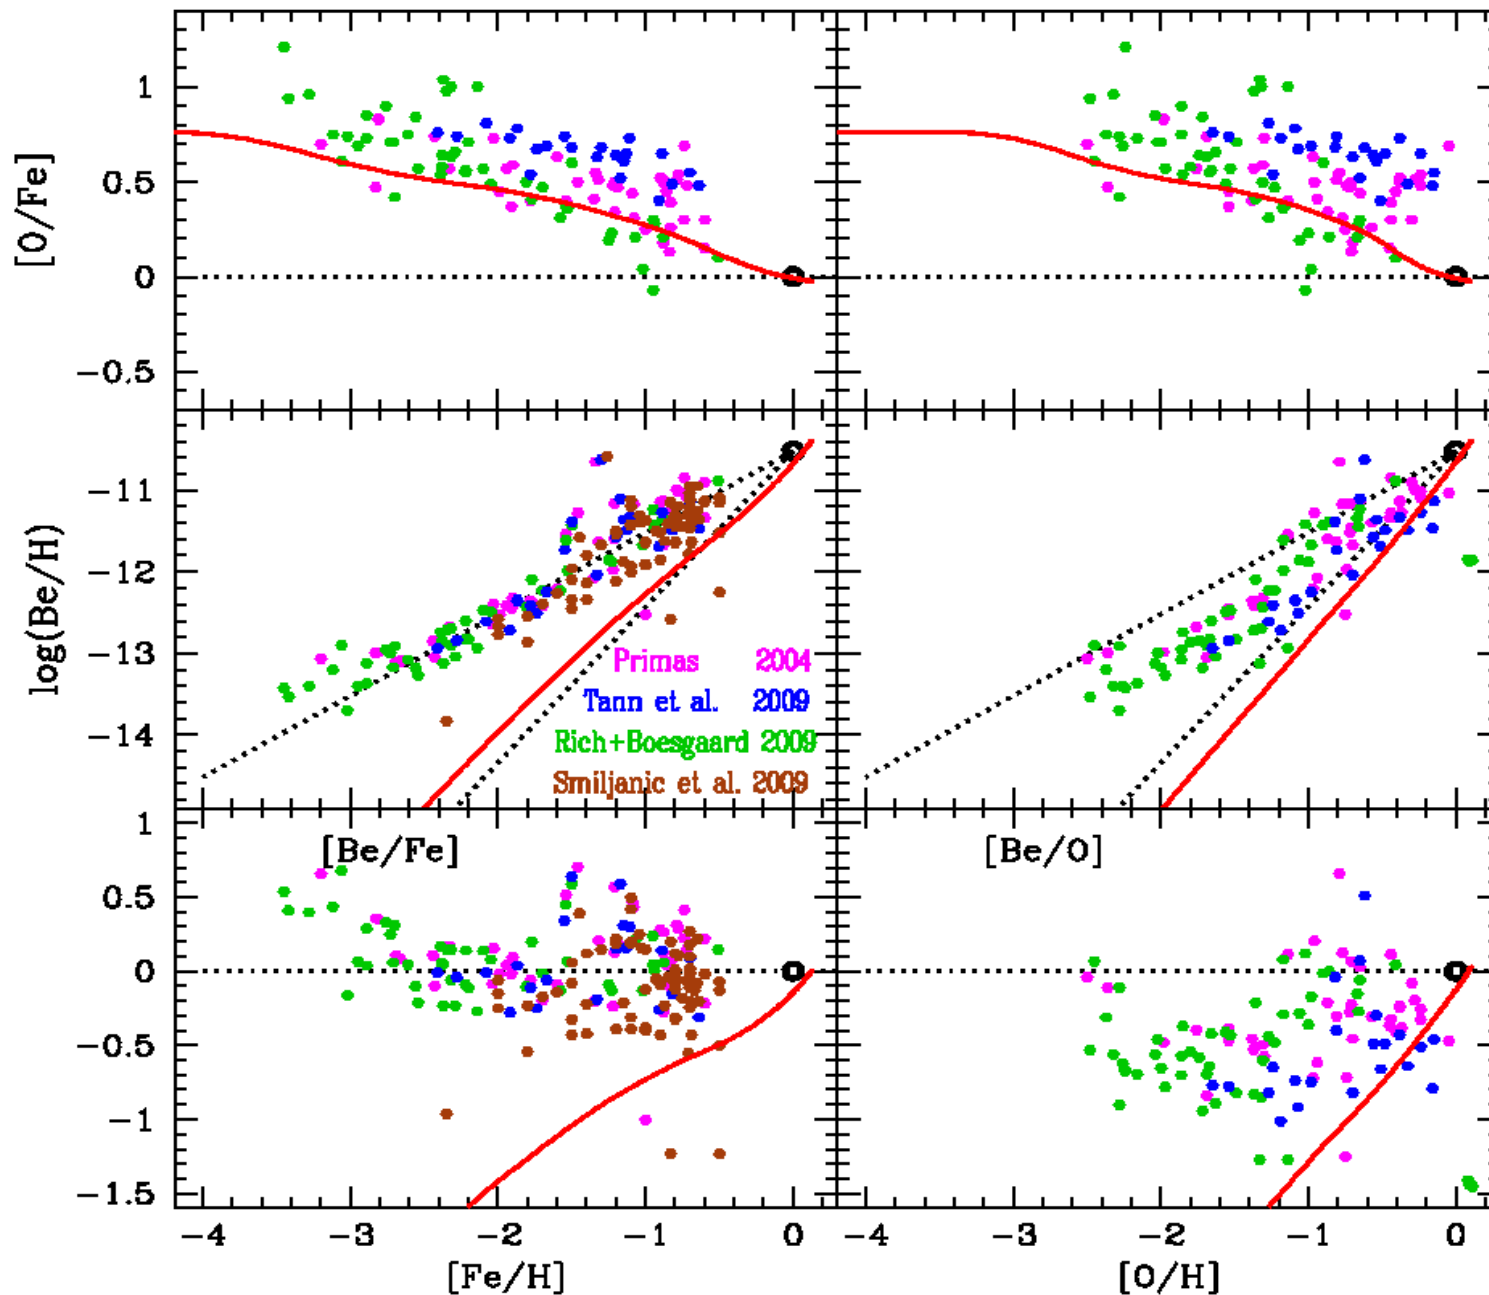 [O/Fe]
1
0.5
0
−0.5
log(Be/H)
−11
−12
−13
−14
Primas 2004
Tann et al. 2009
Rich+Boesgaard 2009
Smiljanic et al. 2009
1
0.5
0
−0.5
−1
−1.5
[Be/Fe]
[Be/O]
−4 −3 −2 −1 0
−4 −3 −2 −1 0
[Fe/H]
[O/H]